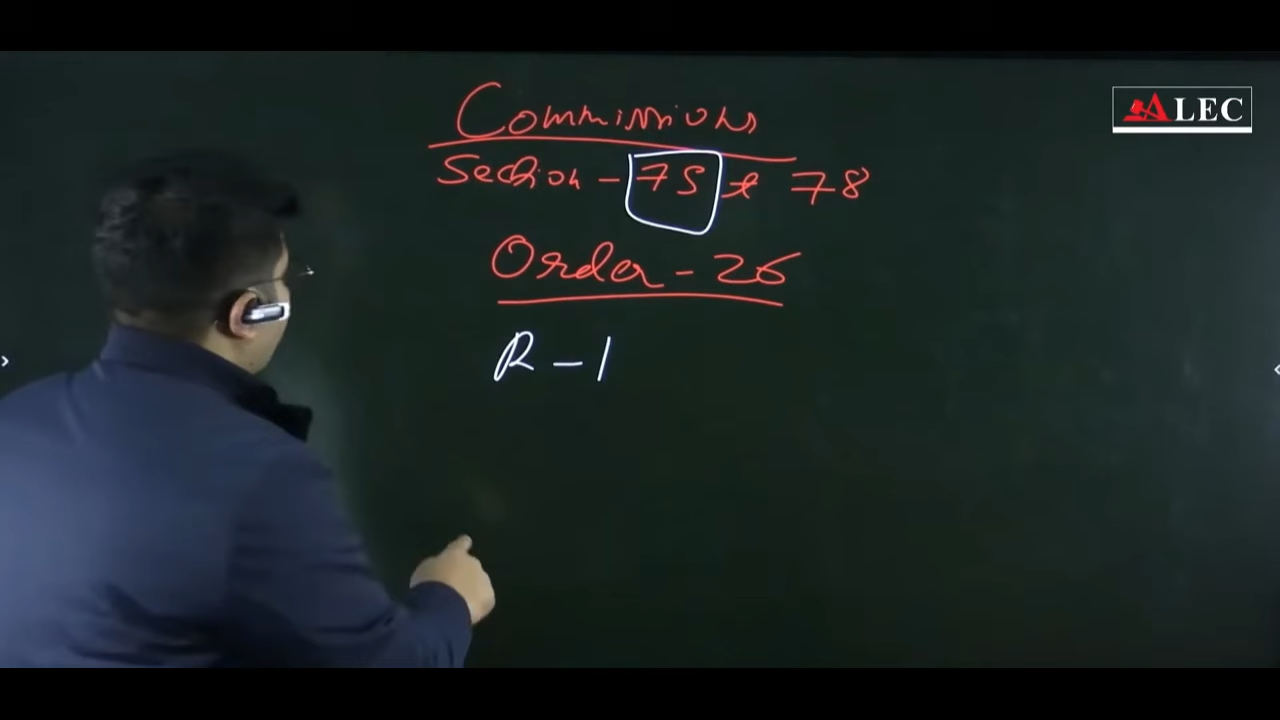 Commissions
ALEC
Section - 75 t 78
Order - 26
R - 1